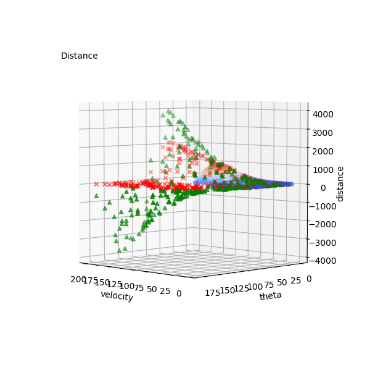 Distance
4000
3000
2000
1000
0
−1000
−2000
−3000
−4000
distance
200 175 150 125 100 75 50 25 0
velocity
175 150 125 100 75 50 25 0
theta